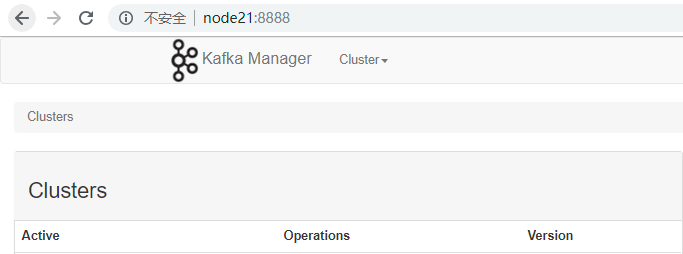 不安全 node21:8888
Kafka Manager Cluster
Clusters
Clusters
Active Operations Version